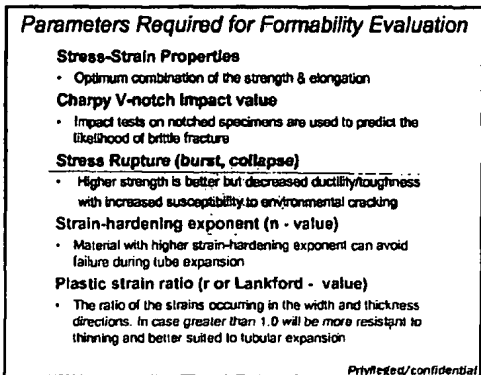 Parameters Required for Formability Evaluation
Stress-Strain Properties
• Optimum combination of the strength & elongation
Charpy V-notch Impact value
• Impact tests on notched specimens are used to predict the
likelihood of brittle fracture
Stress Rupture (burst, collapse)
• Higher strength is better but decreased ductility/toughness
with increased susceptibility to environmental cracking
Strain-hardening exponent (n - value)
• Material with higher strain-hardening exponent can avoid
failure during tube expansion
Plastic strain ratio (r or Lankford - value)
• The ratio of the strains occurring in the width and thickness
directions. In case greater than 1.0 will be more resistant to
thinning and better suited to tubular expansion
Privileged/confidential